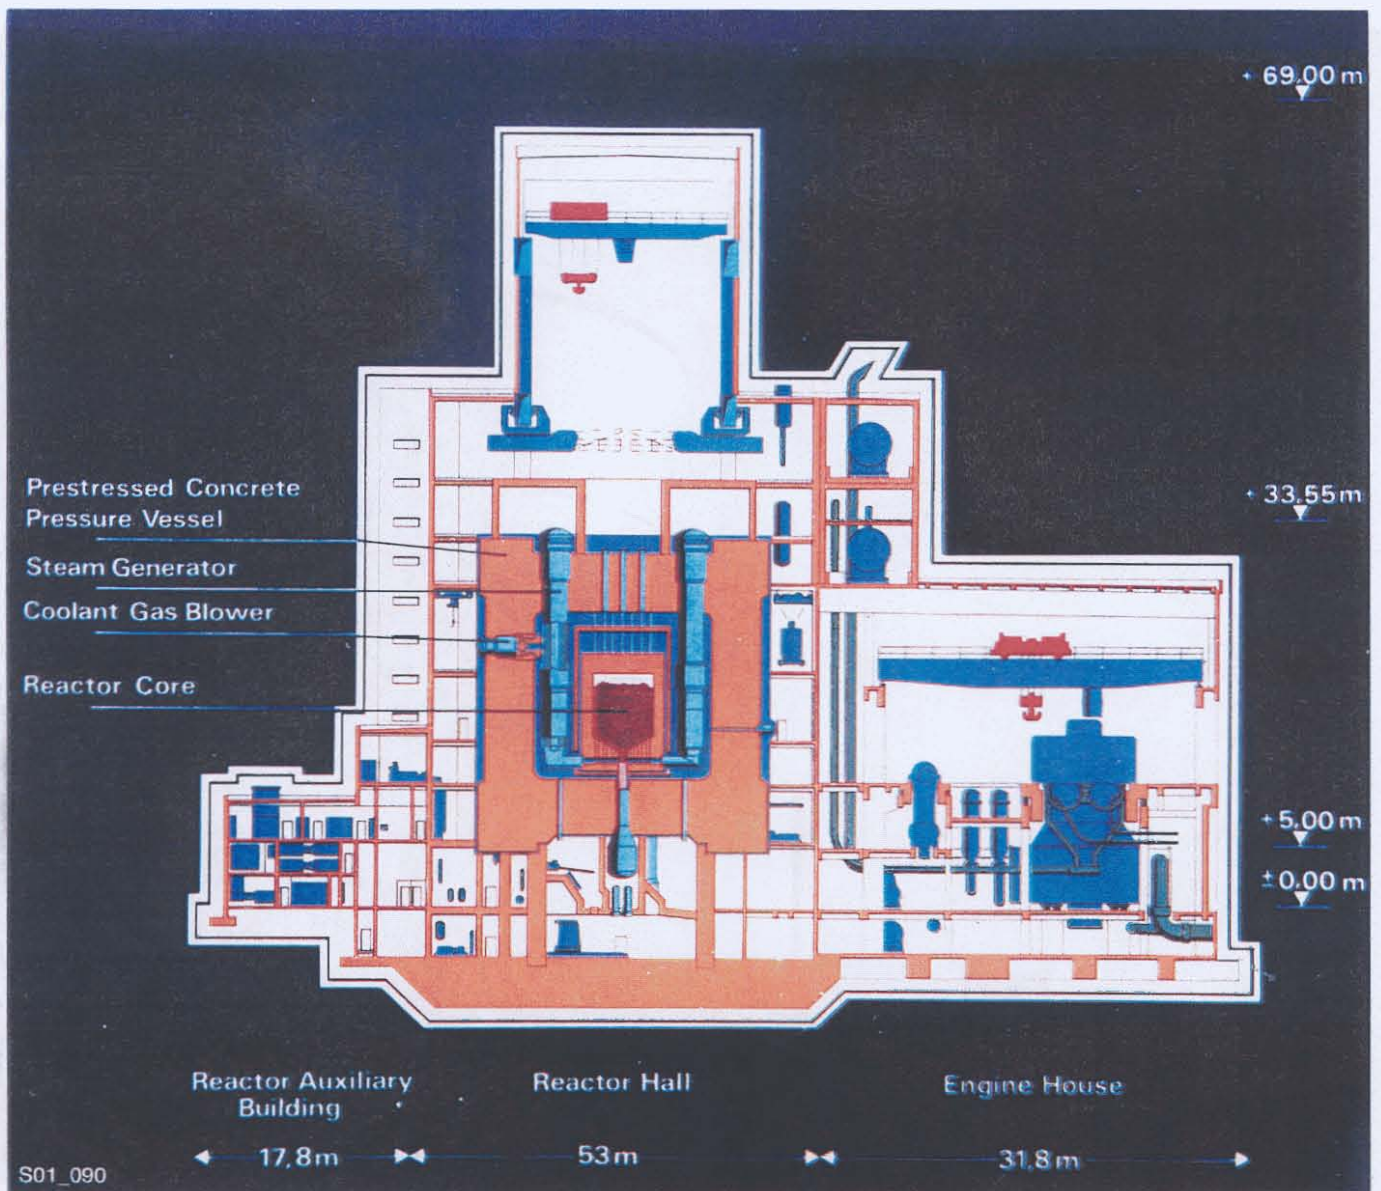 + 69,00 m
Prestressed Concrete
Pressure Vessel
+ 33,55m
Steam Generator
Coolant Gas Blower
Reactor Core
+ 5,00 m
± 0,00 m
Reactor Auxiliary
Building
Reactor Hall
Engine House
17,8m
53m
31,8m
S01_090